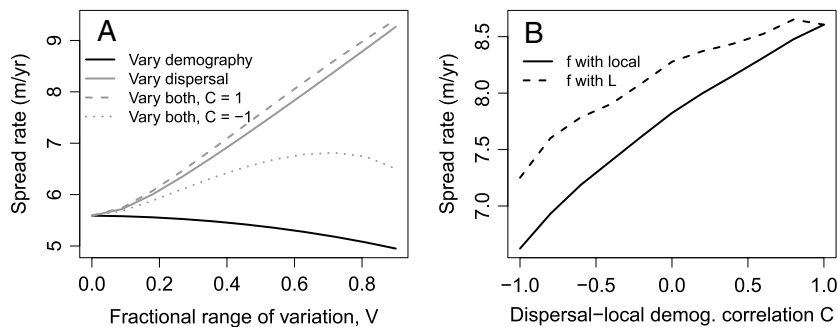 A
Vary demography
Vary dispersal
Vary both, C = 1
Vary both, C = −1
Spread rate (m/yr)
9
8
7
6
5
0.0 0.2 0.4 0.6 0.8
Fractional range of variation, V
B
f with local
f with L
Spread rate (m/yr)
8.5
8.0
7.5
7.0
−1.0 −0.5 0.0 0.5 1.0
Dispersal−local demog. correlation C